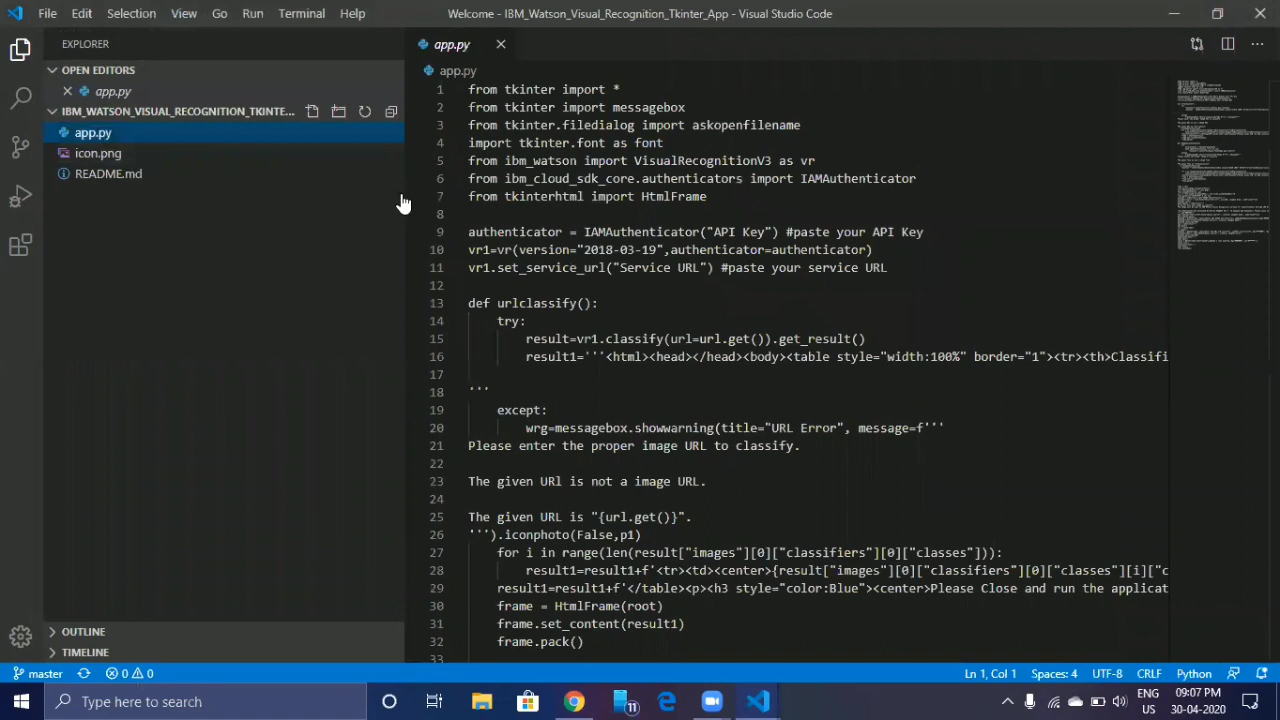 File Edit Selection View Go Run Terminal Help
Welcome - IBM_Watson_Visual_Recognition_Tkinter_App - Visual Studio Code
EXPLORER
OPEN EDITORS
app.py
IBM_WATSON_VISUAL_RECOGNITION_TKINTE...
app.py
icon.png
README.md
OUTLINE
TIMELINE
app.py
app.py
1 from tkinter import *
2 from tkinter import messagebox
3 from tkinter.filedialog import askopenfilename
4 import tkinter.font as font
5 from ibm_watson import VisualRecognitionV3 as vr
6 from ibm_cloud_sdk_core.authenticators import IAMAuthenticator
7 from tkinterhtml import HtmlFrame
8
9 authenticator = IAMAuthenticator("API Key") #paste your API Key
10 vr1=vr(version="2018-03-19",authenticator=authenticator)
11 vr1.set_service_url("Service URL") #paste your service URL
12
13 def urlclassify():
14 try:
15 result=vr1.classify(url=url.get()).get_result()
16 result1='''<html><head></head><body><table style="width:100%" border="1"><tr><th>Classifi
17
18 '''
19 except:
20 wrg=messagebox.showwarning(title="URL Error", message=f'''
21 Please enter the proper image URL to classify.
22
23 The given URl is not a image URL.
24
25 The given URL is "{url.get()}".
26 ''').iconphoto(False,p1)
27 for i in range(len(result["images"][0]["classifiers"][0]["classes"])):
28 result1=result1+f'<tr><td><center>{result["images"][0]["classifiers"][0]["classes"][i]["c
29 result1=result1+f'</table><p><h3 style="color:Blue"><center>Please Close and run the applicat
30 frame = HtmlFrame(root)
31 frame.set_content(result1)
32 frame.pack()
33
master 0 0 Ln 1, Col 1 Spaces: 4 UTF-8 CRLF Python
Type here to search
11
ENG
IN
09:07 PM
30-04-2020